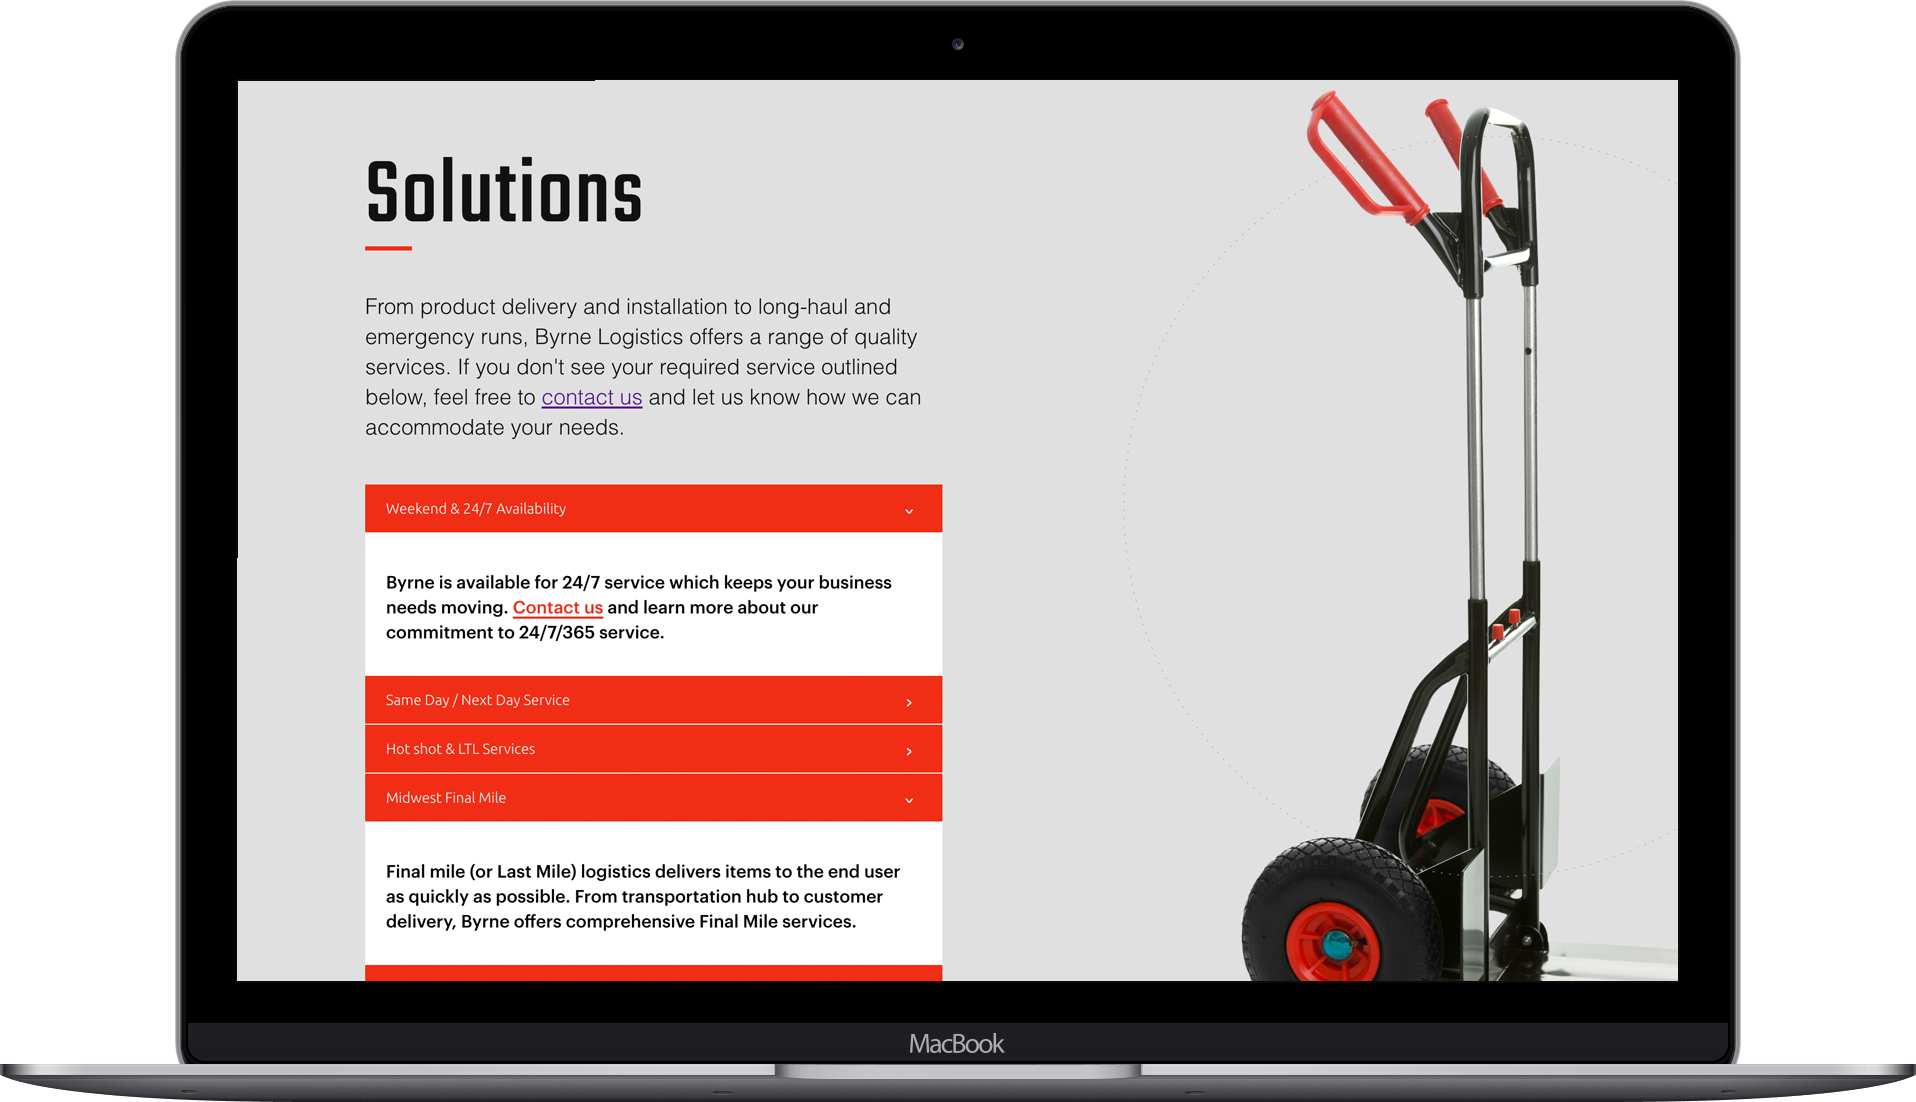 Solutions
From product delivery and installation to long-haul and
emergency runs, Byrne Logistics offers a range of quality
services. If you don't see your required service outlined
below, feel free to contact us and let us know how we can
accommodate your needs.
Weekend & 24/7 Availability
Byrne is available for 24/7 service which keeps your business
needs moving. Contact us and learn more about our
commitment to 24/7/365 service.
Same Day / Next Day Service
Hot shot & LTL Services
Midwest Final Mile
Final mile (or Last Mile) logistics delivers items to the end user
as quickly as possible. From transportation hub to customer
delivery, Byrne offers comprehensive Final Mile services.
MacBook